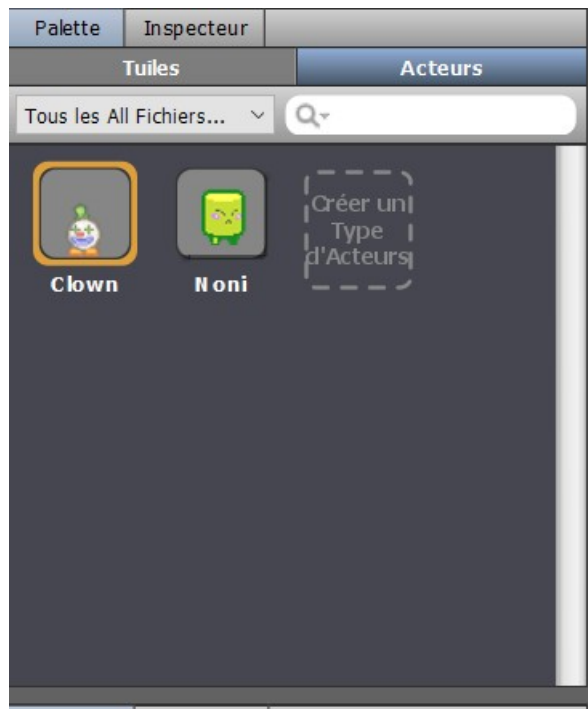 Palette Inspecteur
Tuiles Acteurs
Tous les All Fichiers...
Créer un
Type
d'Acteurs
Clown Noni